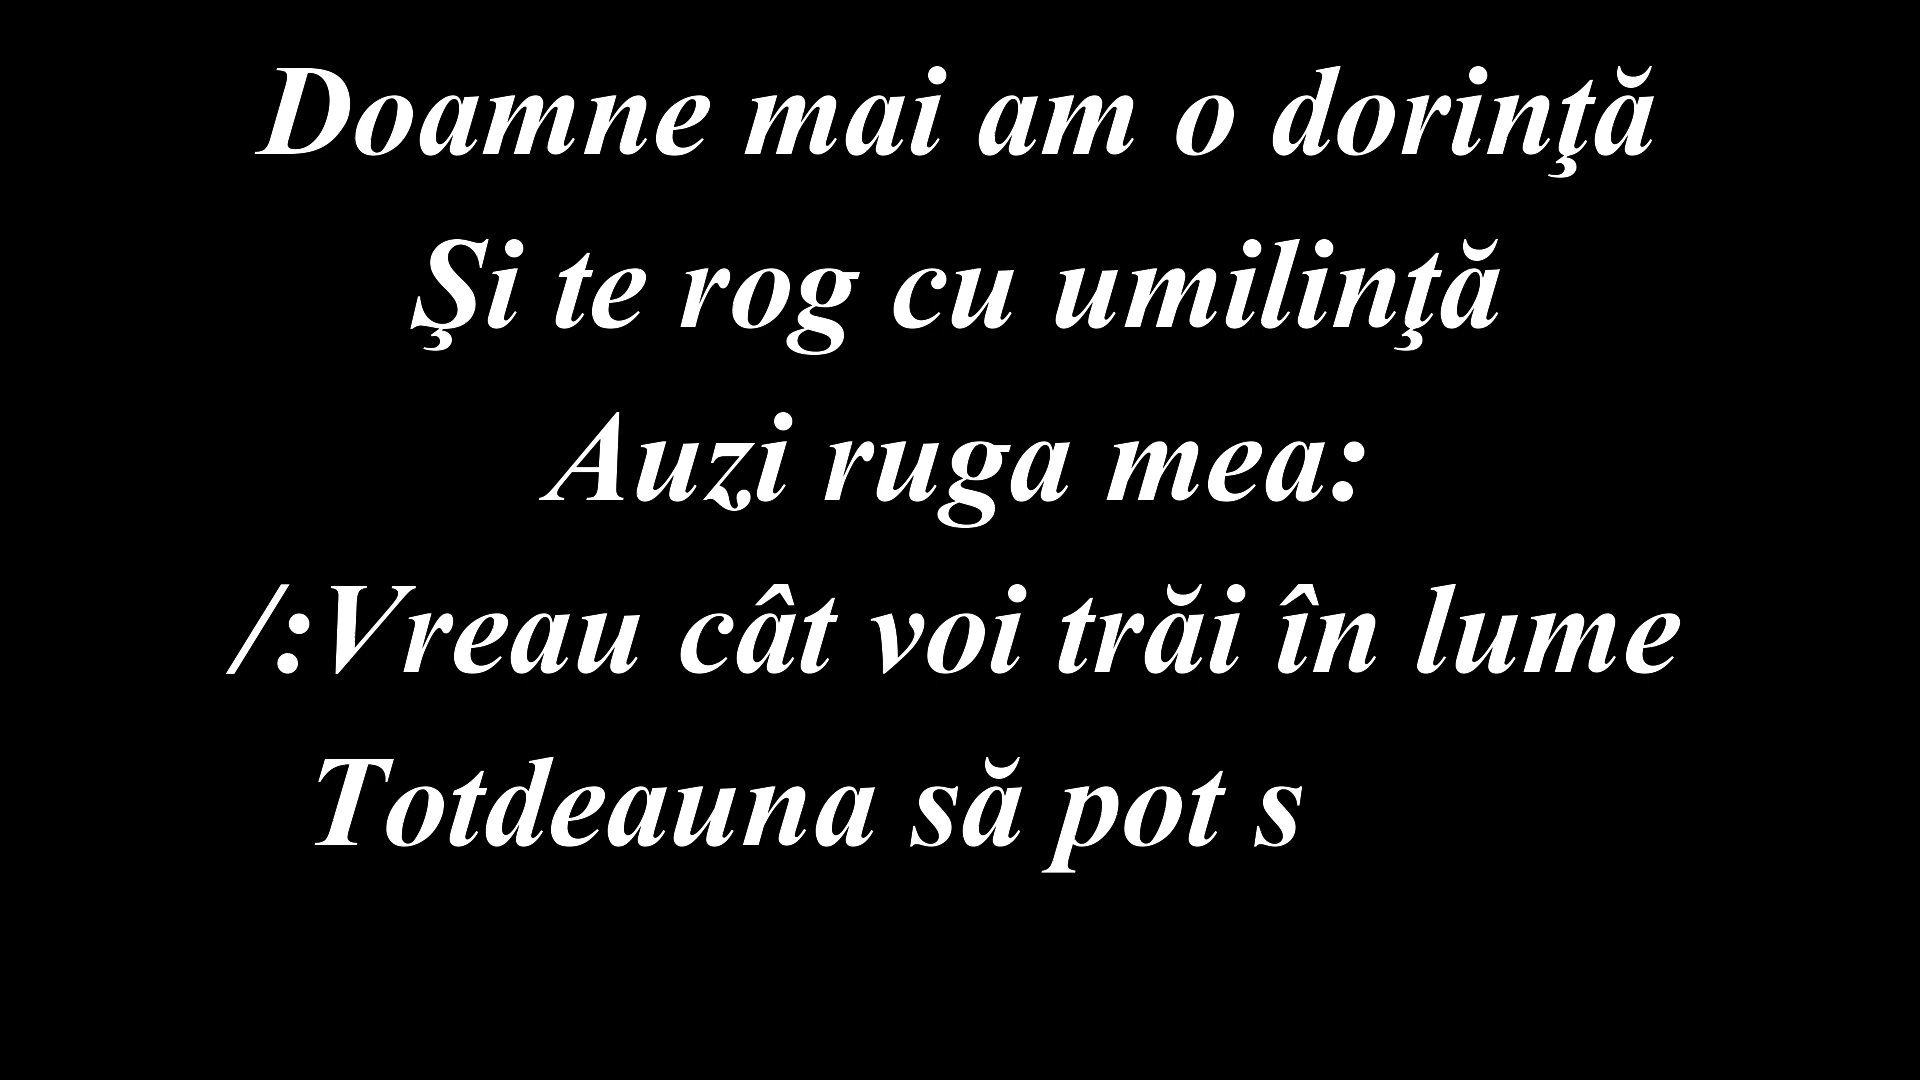 Doamne mai am o dorinţă
Şi te rog cu umilinţă
Auzi ruga mea:
/:Vreau cât voi trăi în lume
Totdeauna să pot s